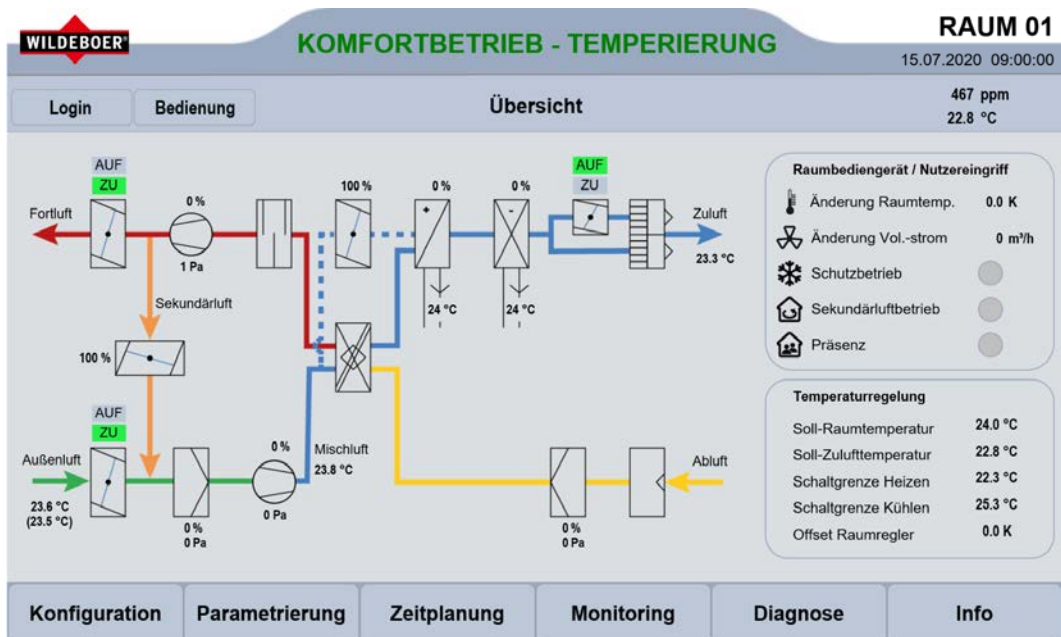 WILDEBOER®
KOMFORTBETRIEB - TEMPERIERUNG
RAUM 01
15.07.2020 09:00:00
Login
Bedienung
Übersicht
467 ppm
22.8 °C
AUF
ZU
Fortluft
0 %
1 Pa
Sekundärluft
100 %
AUF
ZU
Außenluft
23.6 °C
(23.5 °C)
0 %
0 Pa
0 %
0 Pa
Mischluft
23.8 °C
100 %
0 %
+
24 °C
0 %
-
24 °C
AUF
ZU
Zuluft
23.3 °C
Abluft
0 %
0 Pa
Raumbediengerät / Nutzereingriff
Änderung Raumtemp. 0.0 K
Änderung Vol.-strom 0 m³/h
Schutzbetrieb
Sekundärluftbetrieb
Präsenz
Temperaturregelung
Soll-Raumtemperatur 24.0 °C
Soll-Zulufttemperatur 22.8 °C
Schaltgrenze Heizen 22.3 °C
Schaltgrenze Kühlen 25.3 °C
Offset Raumregler 0.0 K
Konfiguration
Parametrierung
Zeitplanung
Monitoring
Diagnose
Info